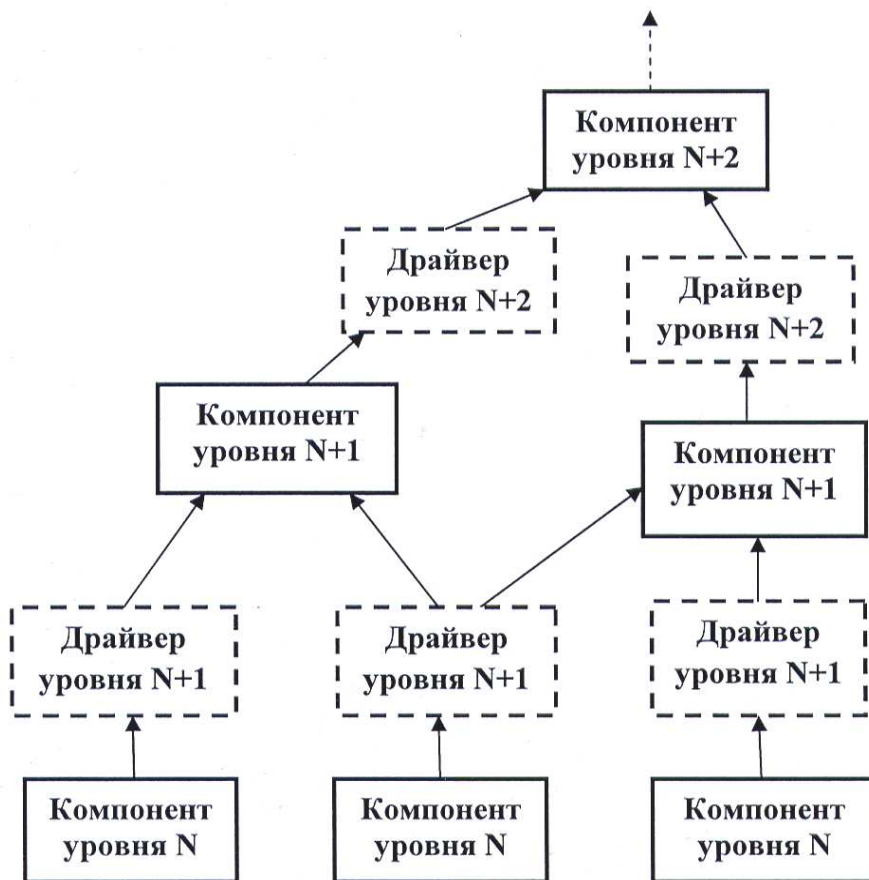 Компонент
уровня N+2
Драйвер
уровня N+2
Драйвер
уровня N+2
Компонент
уровня N+1
Компонент
уровня N+1
Драйвер
уровня N+1
Драйвер
уровня N+1
Драйвер
уровня N+1
Компонент
уровня N
Компонент
уровня N
Компонент
уровня N